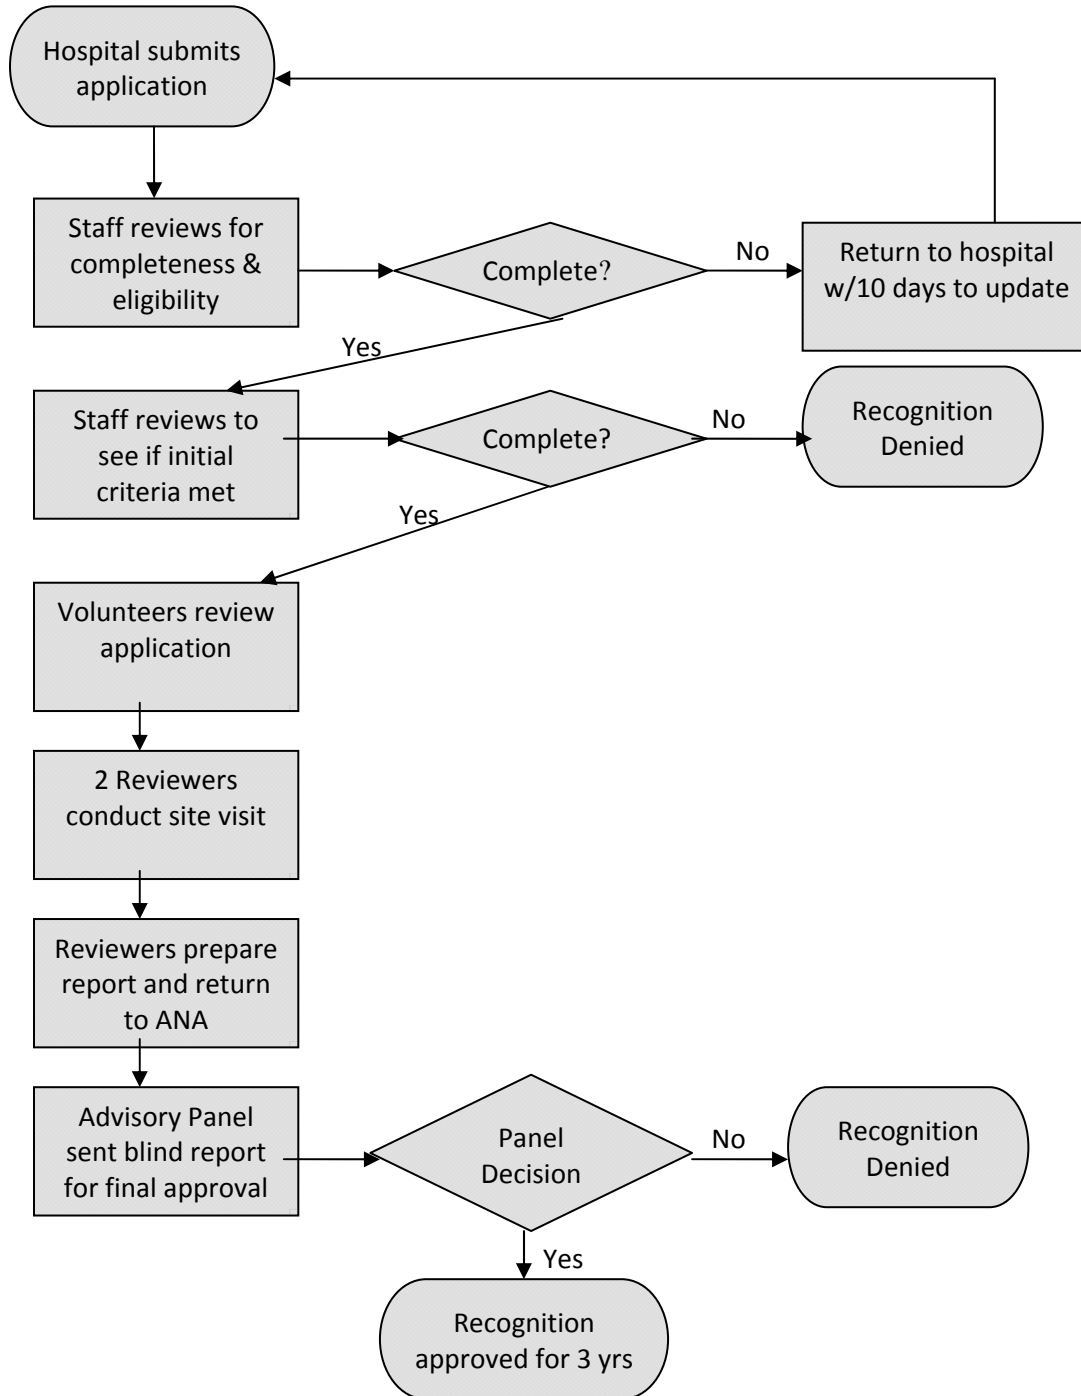 Hospital submits
application
Staff reviews for
completeness &
eligibility
Complete?
No
Return to hospital
w/10 days to update
Yes
Staff reviews to
see if initial
criteria met
Complete?
No
Recognition
Denied
Yes
Volunteers review
application
2 Reviewers
conduct site visit
Reviewers prepare
report and return
to ANA
Advisory Panel
sent blind report
for final approval
Panel
Decision
No
Recognition
Denied
Yes
Recognition
approved for 3 yrs